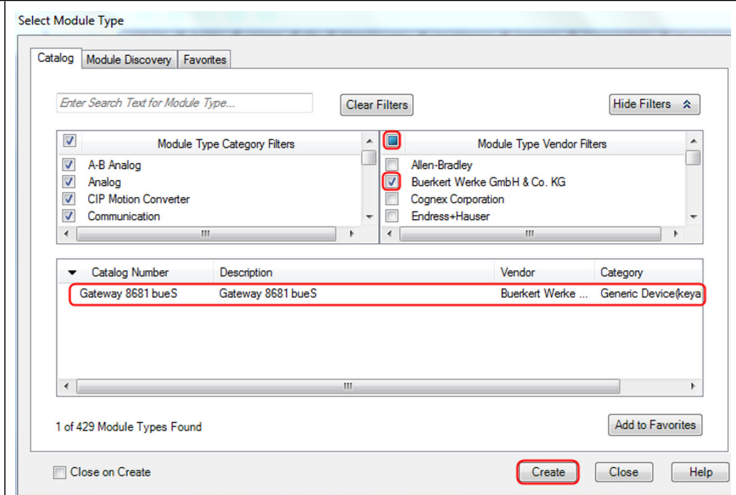 Select Module Type
Catalog Module Discovery Favorites
Enter Search Text for Module Type... Clear Filters Hide Filters
Module Type Category Filters Module Type Vendor Filters
A-B Analog Allen-Bradley
Analog Buerkert Werke GmbH & Co. KG
CIP Motion Converter Cognex Corporation
Communication Endress+Hauser
Catalog Number Description Vendor Category
Gateway 8681 bueS Gateway 8681 bueS Buerkert Werke ... Generic Device(keya
1 of 429 Module Types Found Add to Favorites
Close on Create Create Close Help